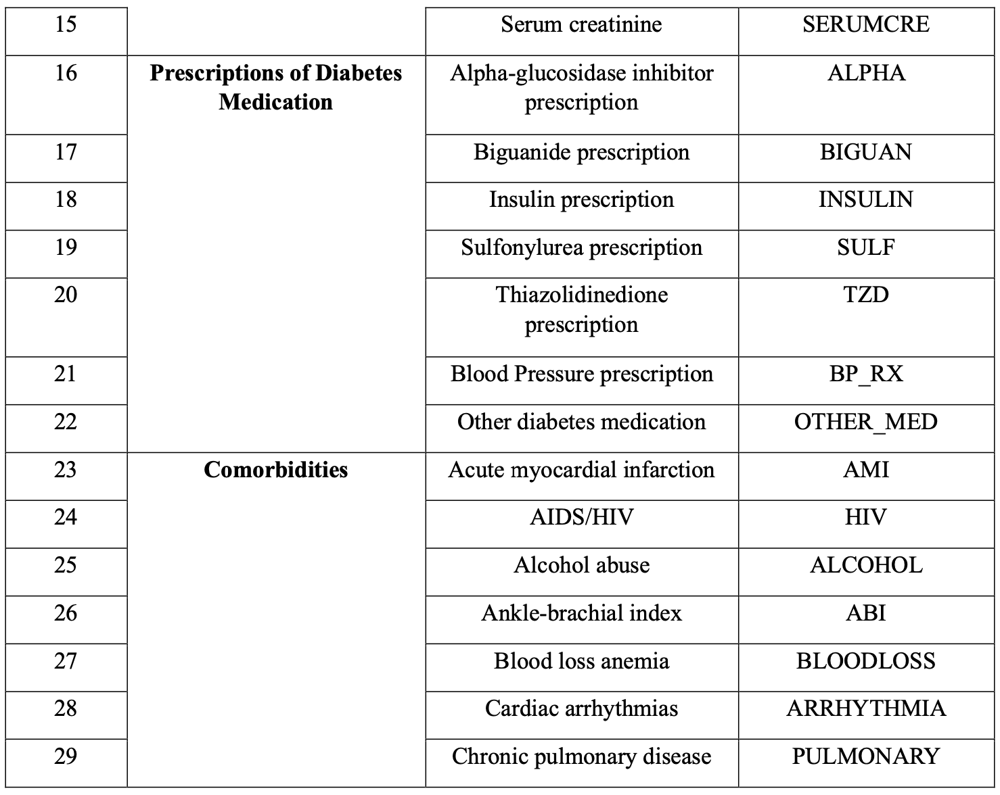 15 Serum creatinine SERUMCRE
16 Prescriptions of Diabetes Alpha-glucosidase inhibitor ALPHA
Medication prescription
17 Biguanide prescription BIGUAN
18 Insulin prescription INSULIN
19 Sulfonylurea prescription SULF
20 Thiazolidinedione TZD
prescription
21 Blood Pressure prescription BP_RX
22 Other diabetes medication OTHER_MED
23 Comorbidities Acute myocardial infarction AMI
24 AIDS/HIV HIV
25 Alcohol abuse ALCOHOL
26 Ankle-brachial index ABI
27 Blood loss anemia BLOODLOSS
28 Cardiac arrhythmias ARRHYTHMIA
29 Chronic pulmonary disease PULMONARY